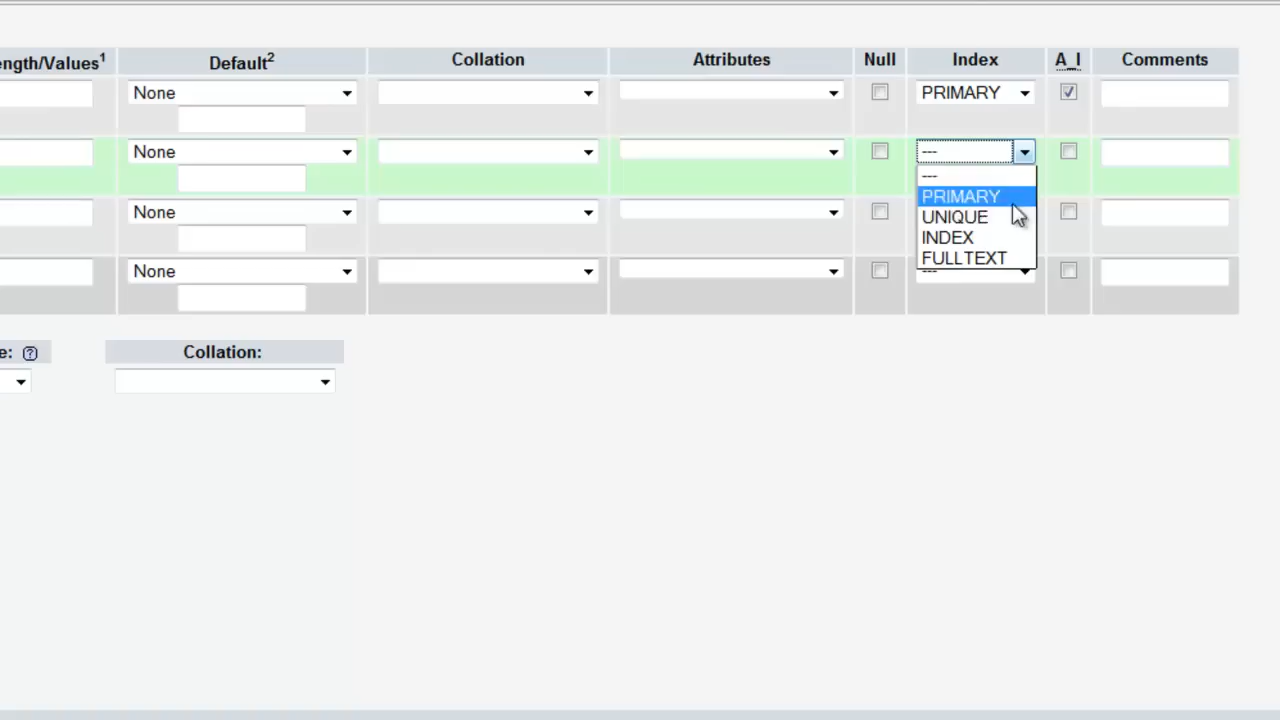 ength/Values1 Default2 Collation Attributes Null Index A_I Comments
None PRIMARY
None ---
---
PRIMARY
UNIQUE
None
INDEX
FULLTEXT
None ---
e: Collation: